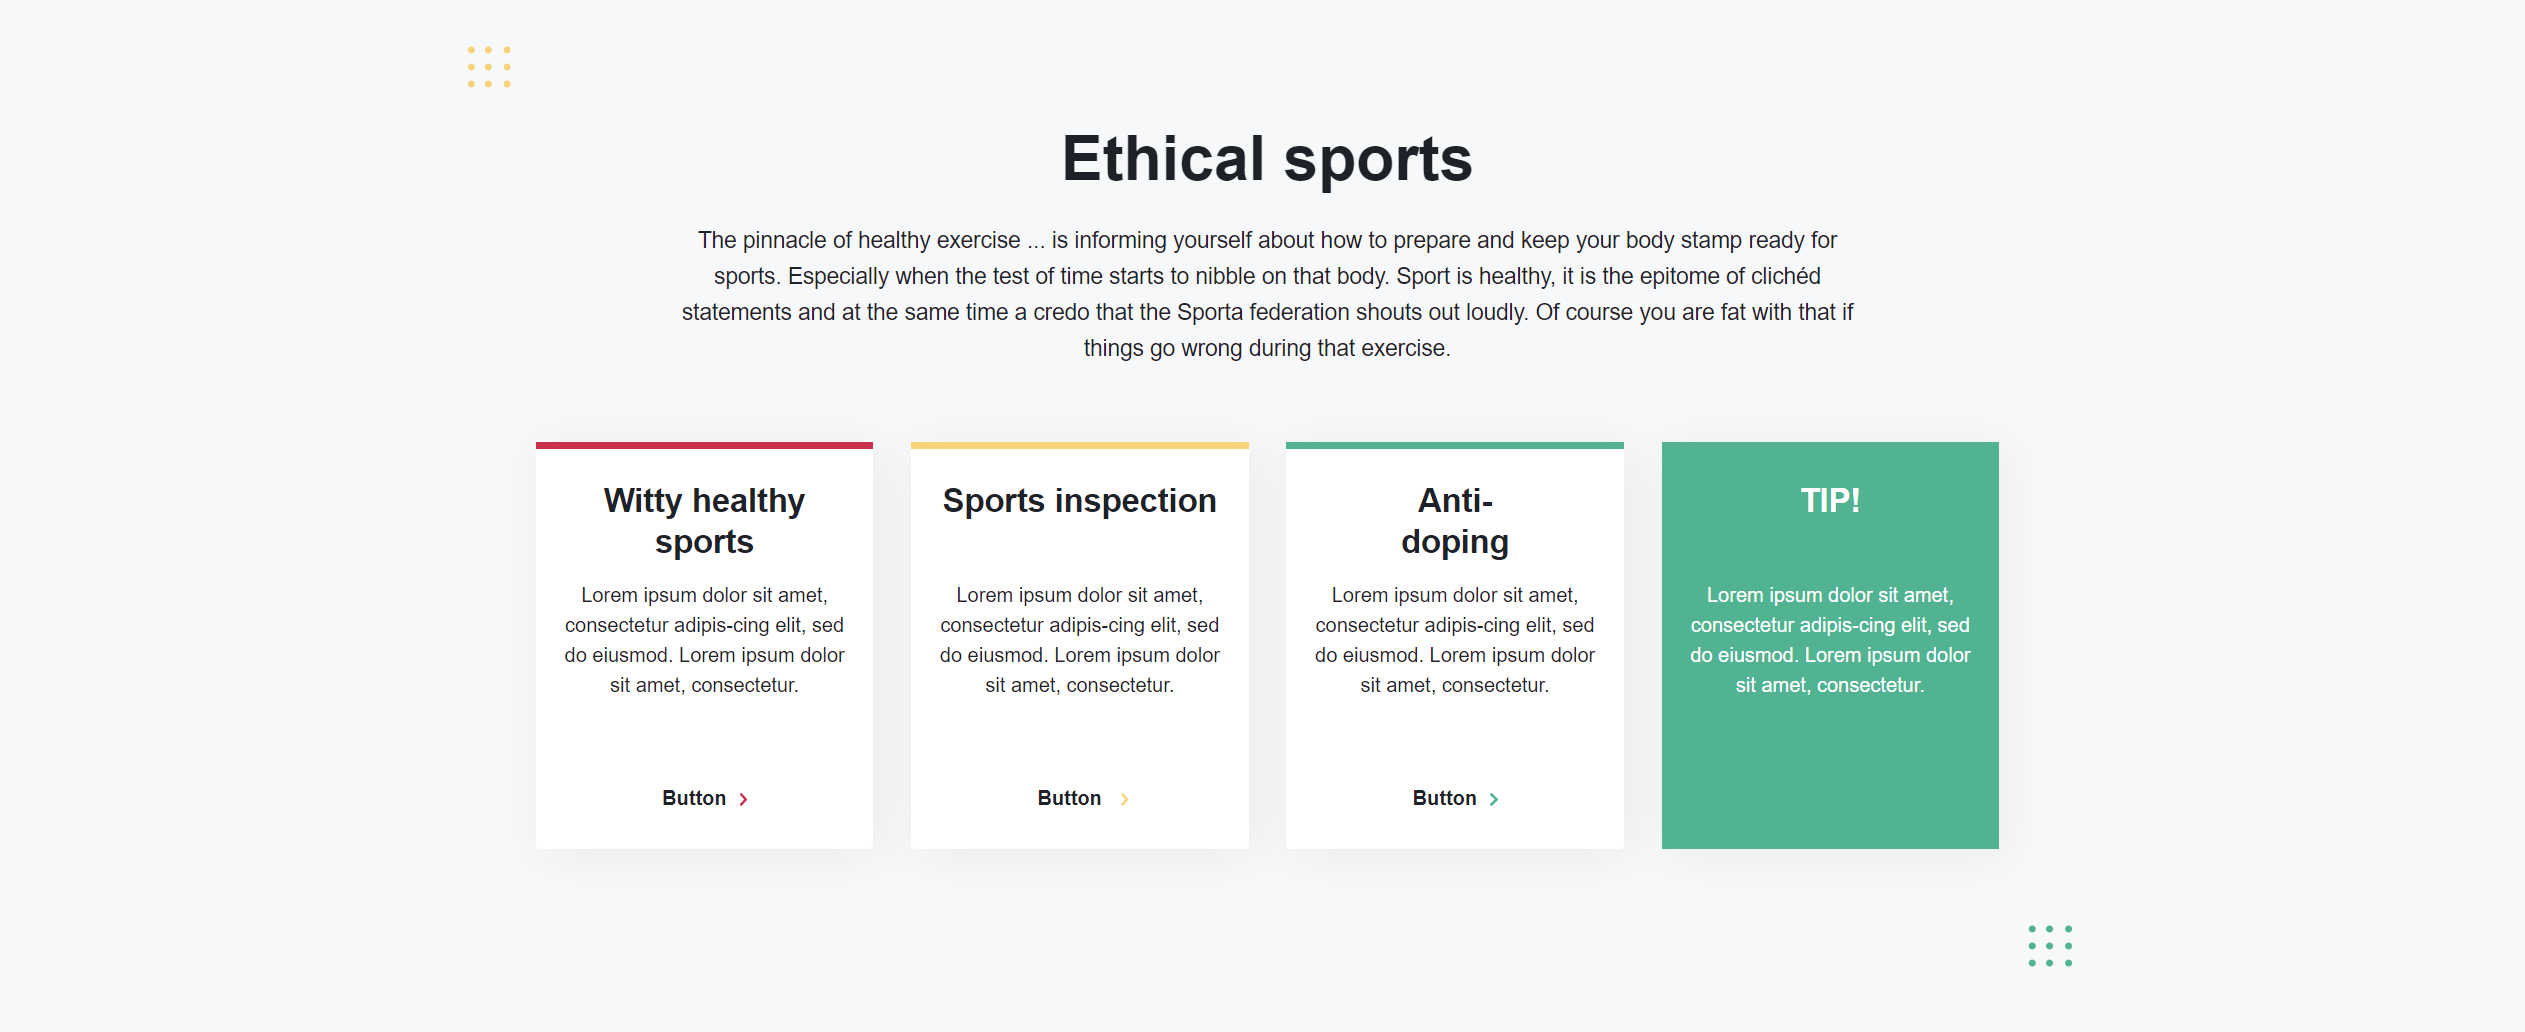 Ethical sports
The pinnacle of healthy exercise ... is informing yourself about how to prepare and keep your body stamp ready for
sports. Especially when the test of time starts to nibble on that body. Sport is healthy, it is the epitome of clichéd
statements and at the same time a credo that the Sporta federation shouts out loudly. Of course you are fat with that if
things go wrong during that exercise.
Witty healthy
sports
Lorem ipsum dolor sit amet,
consectetur adipis-cing elit, sed
do eiusmod. Lorem ipsum dolor
sit amet, consectetur.
Button
Sports inspection
Lorem ipsum dolor sit amet,
consectetur adipis-cing elit, sed
do eiusmod. Lorem ipsum dolor
sit amet, consectetur.
Button
Anti-
doping
Lorem ipsum dolor sit amet,
consectetur adipis-cing elit, sed
do eiusmod. Lorem ipsum dolor
sit amet, consectetur.
Button
TIP!
Lorem ipsum dolor sit amet,
consectetur adipis-cing elit, sed
do eiusmod. Lorem ipsum dolor
sit amet, consectetur.